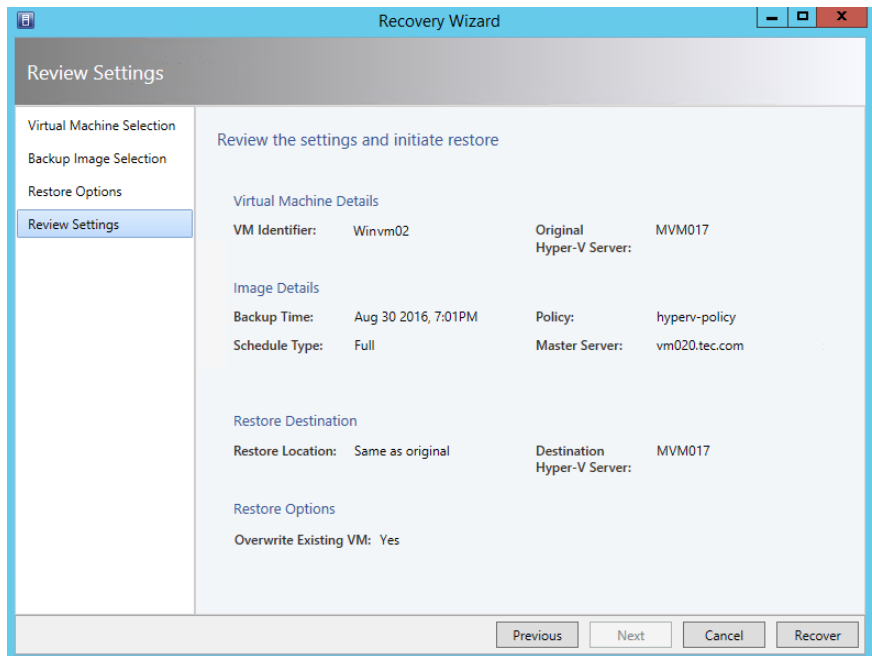 Recovery Wizard
Review Settings
Virtual Machine Selection
Backup Image Selection
Restore Options
Review Settings
Review the settings and initiate restore
Virtual Machine Details
VM Identifier: Winvm02 Original Hyper-V Server: MVM017
Image Details
Backup Time: Aug 30 2016, 7:01PM Policy: hyperv-policy
Schedule Type: Full Master Server: vm020.tec.com
Restore Destination
Restore Location: Same as original Destination Hyper-V Server: MVM017
Restore Options
Overwrite Existing VM: Yes
Previous Next Cancel Recover